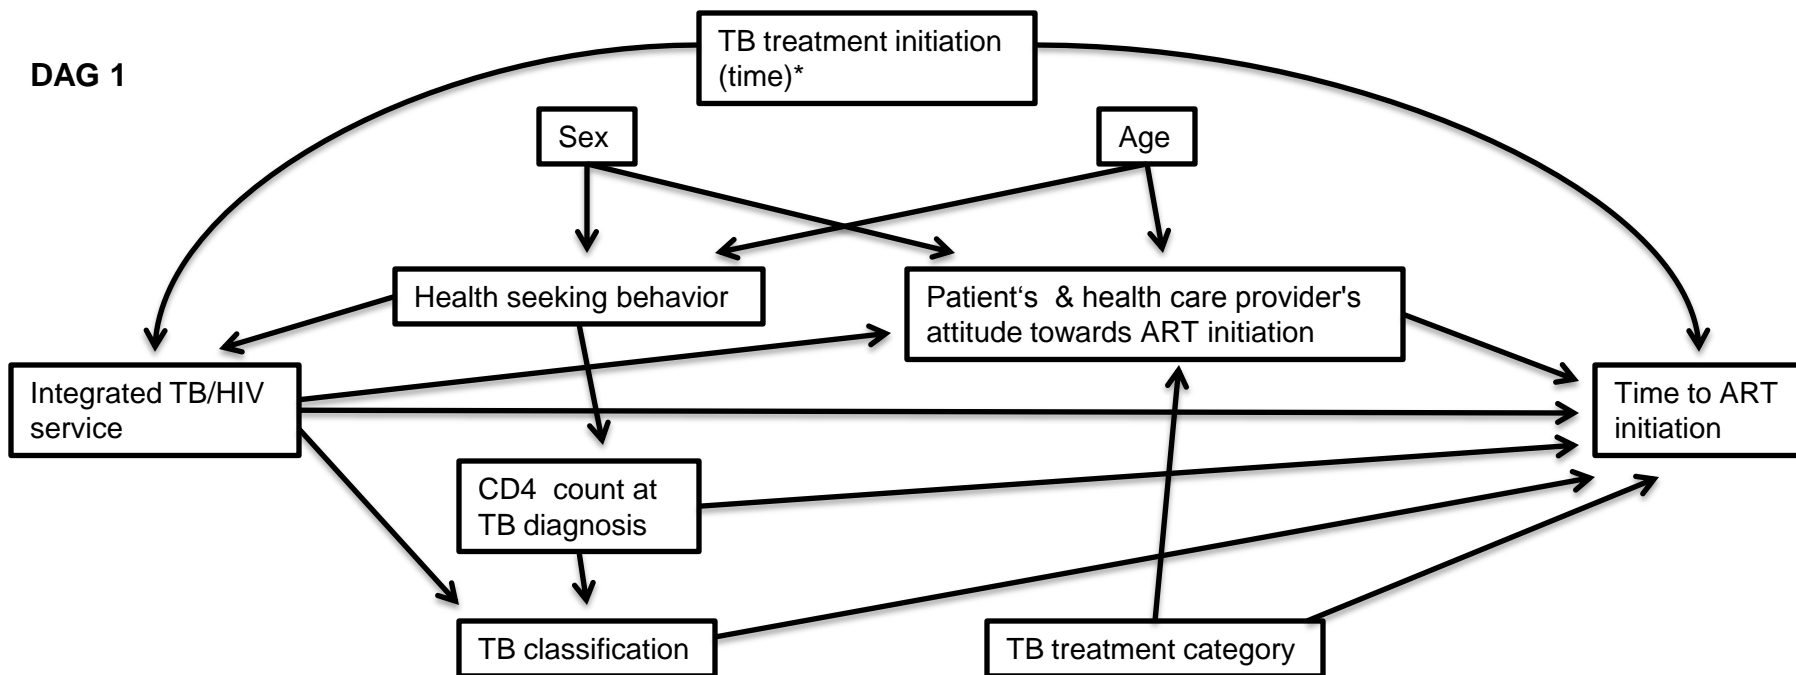 DAG 1
TB treatment initiation
(time)*
Sex
Age
Health seeking behavior
Patient‘s  & health care provider's
attitude towards ART initiation
Integrated TB/HIV
service
Time to ART
initiation
CD4  count at
TB diagnosis
TB classification
TB treatment category